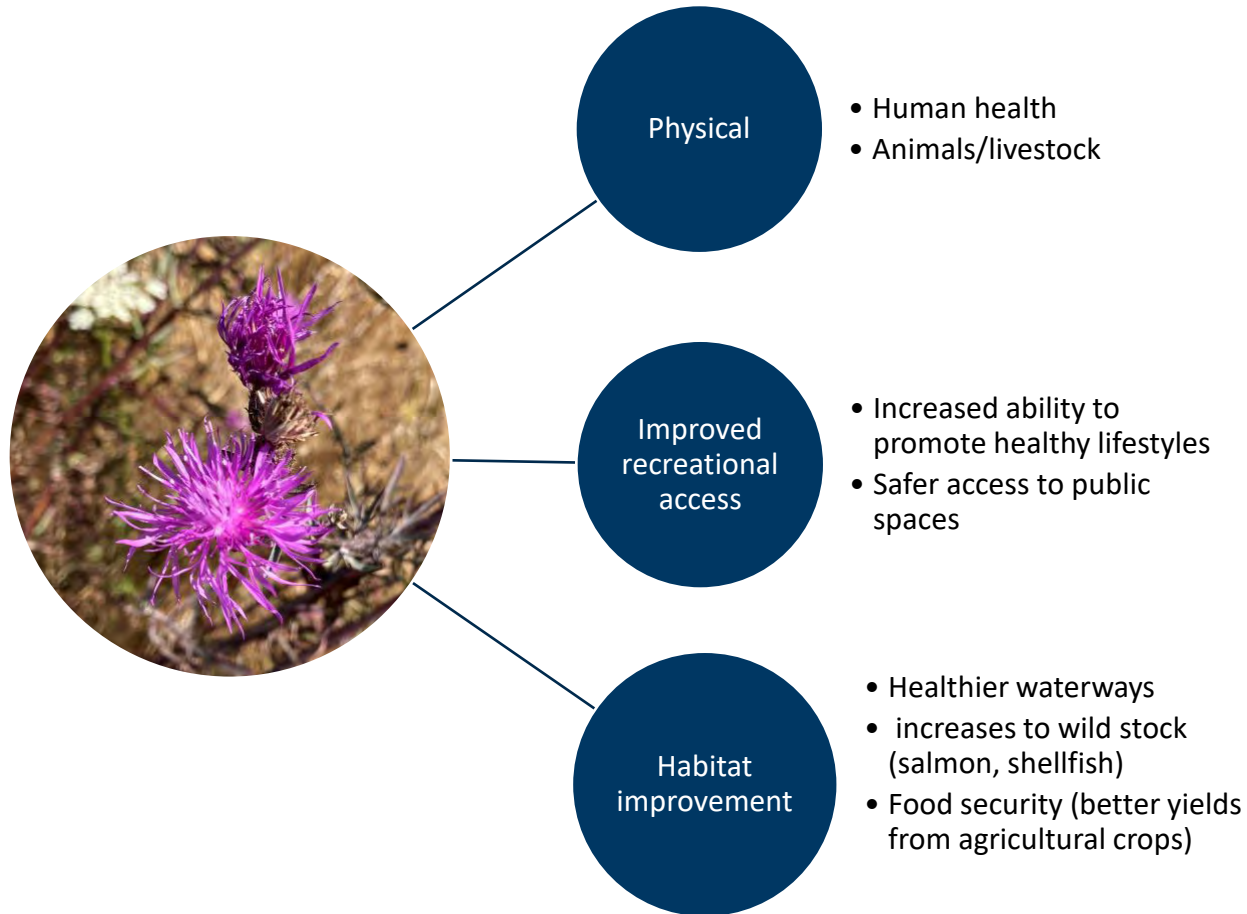 Physical
• Human health
• Animals/livestock
Improved
recreational
access
• Increased ability to
promote healthy lifestyles
• Safer access to public
spaces
Habitat
improvement
• Healthier waterways
• increases to wild stock
(salmon, shellfish)
• Food security (better yields
from agricultural crops)